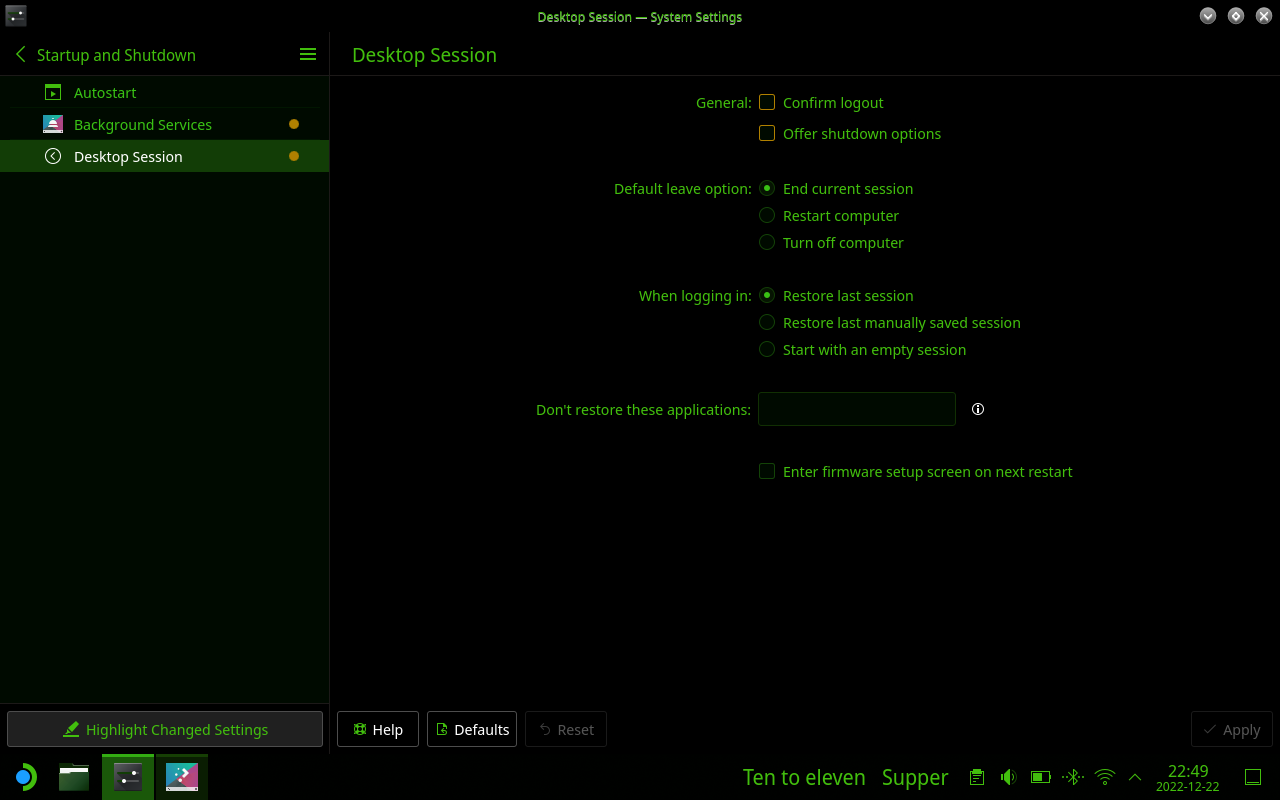 Desktop Session — System Settings
Startup and Shutdown
Desktop Session
Autostart
Background Services
Desktop Session
General:
Confirm logout
Offer shutdown options
Default leave option:
End current session
Restart computer
Turn off computer
When logging in:
Restore last session
Restore last manually saved session
Start with an empty session
Don't restore these applications:
Enter firmware setup screen on next restart
Highlight Changed Settings
Help
Defaults
Reset
Apply
Ten to eleven
Supper
22:49
2022-12-22